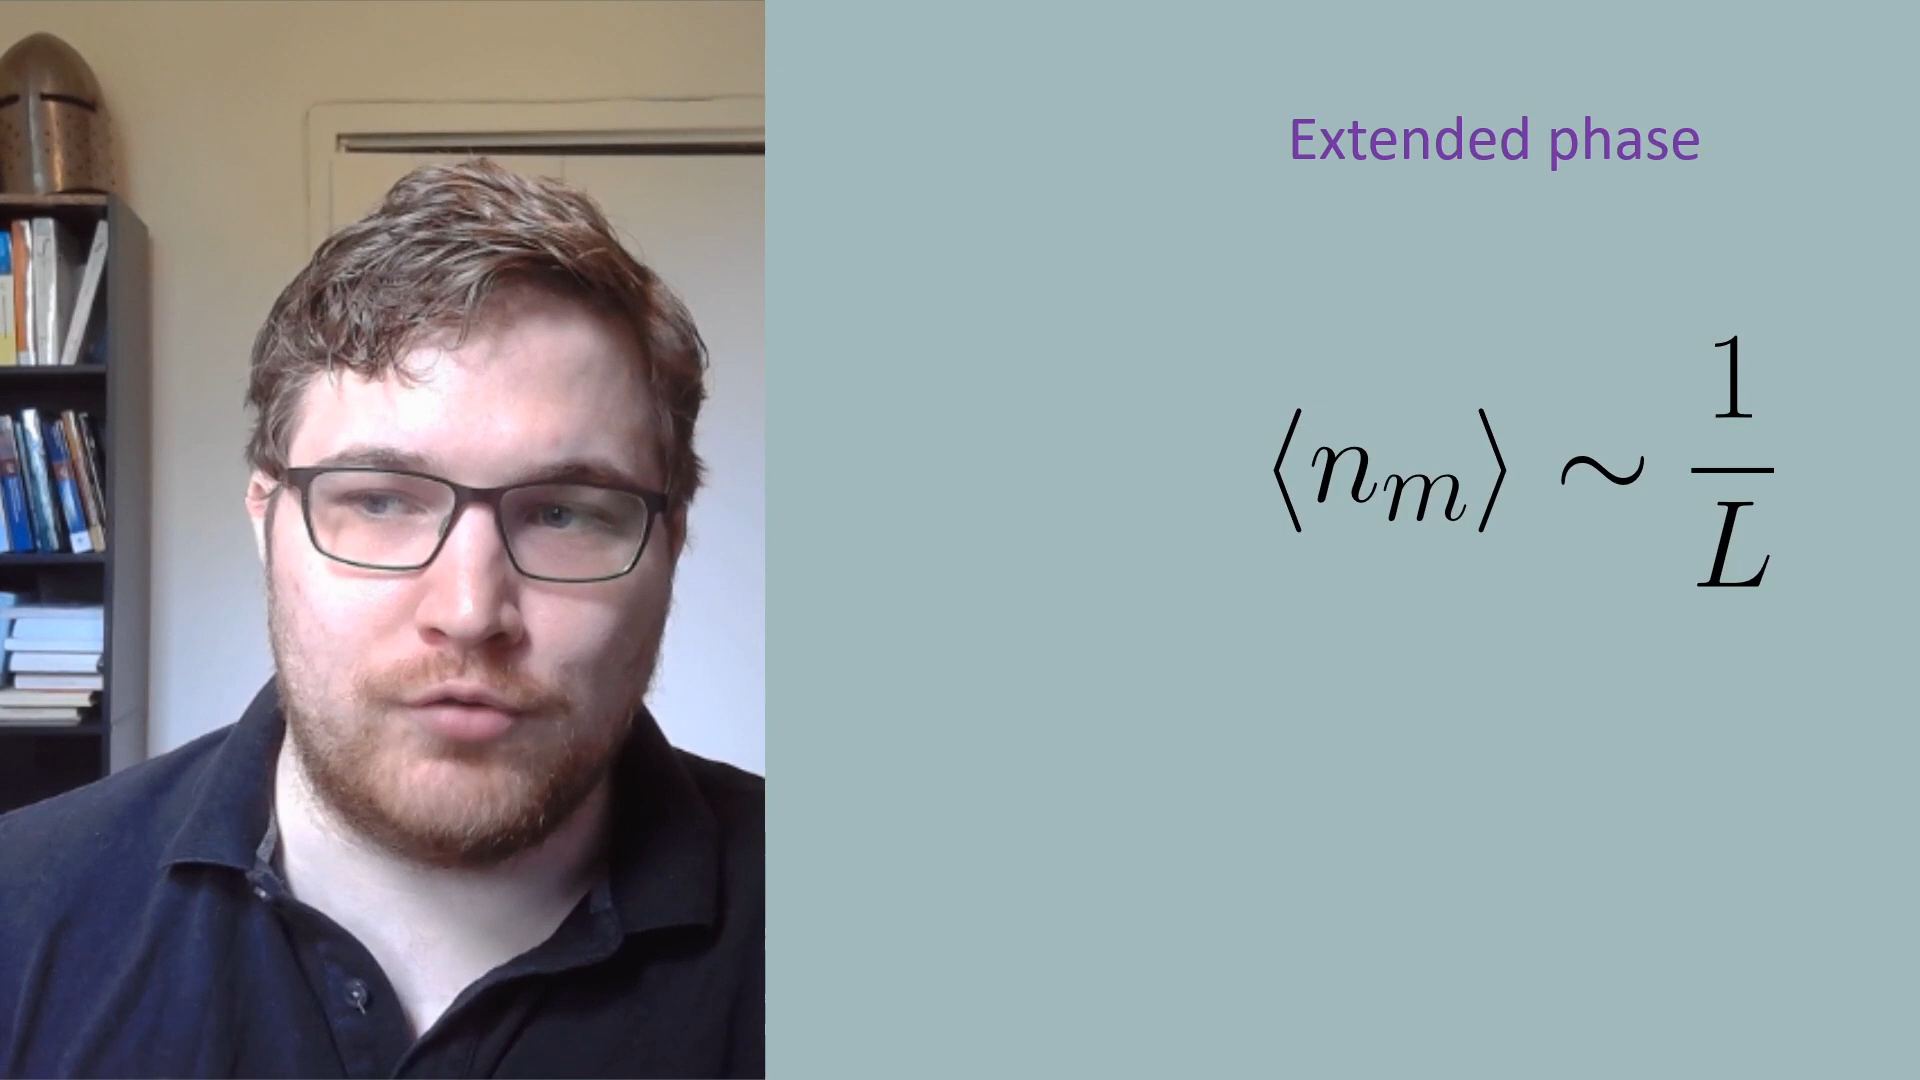 Extended phase
⟨n_m⟩ ∼ 1/L